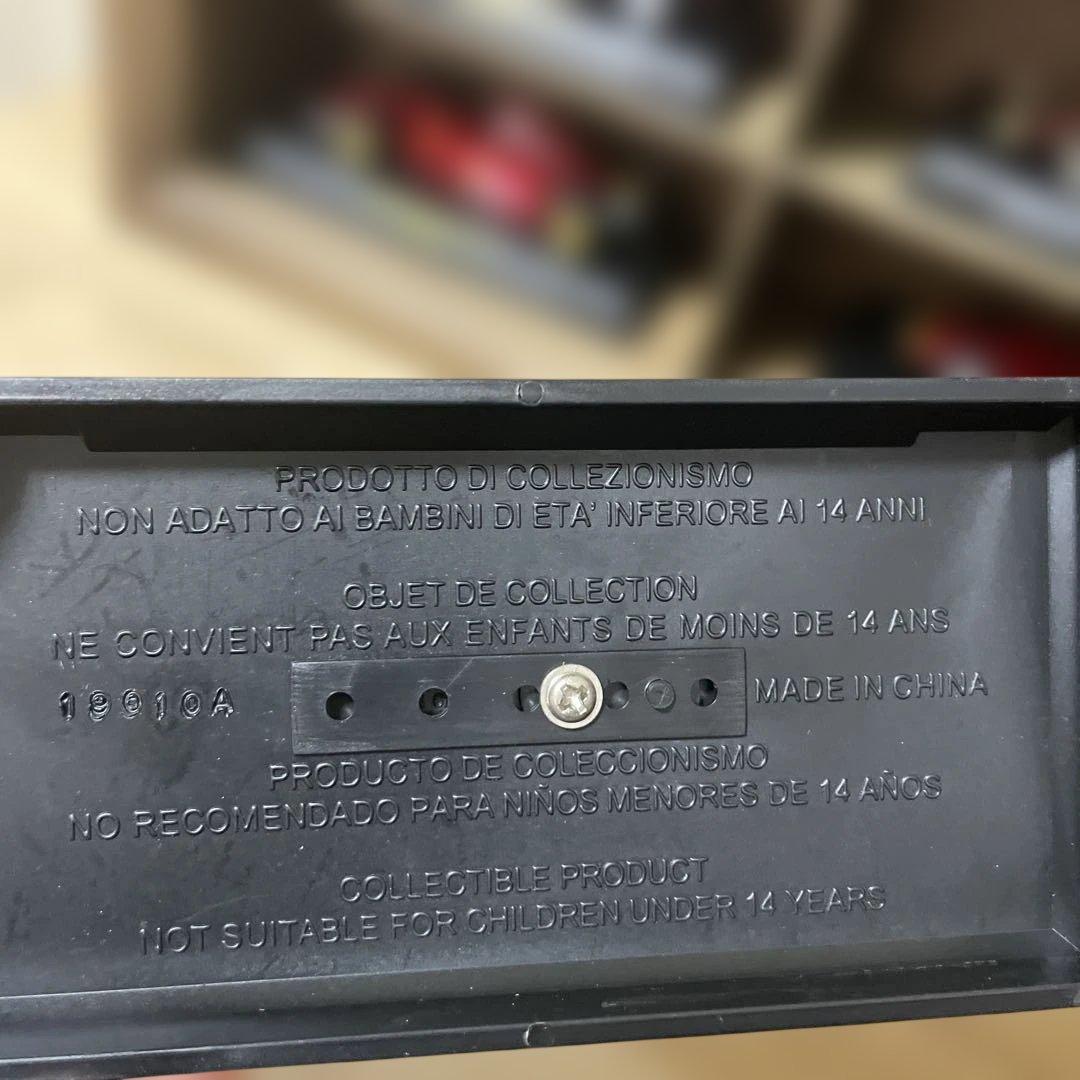 PRODOTTO DI COLLEZIONISMO
NON ADATTO AI BAMBINI DI ETA' INFERIORE AI 14 ANNI
OBJET DE COLLECTION
NE CONVIENT PAS AUX ENFANTS DE MOINS DE 14 ANS
MADE IN CHINA
PRODUCTO DE COLECCIONISMO
NO RECOMENDADO PARA NIÑOS MENORES DE 14 AÑOS
COLLECTIBLE PRODUCT
NOT SUITABLE FOR CHILDREN UNDER 14 YEARS